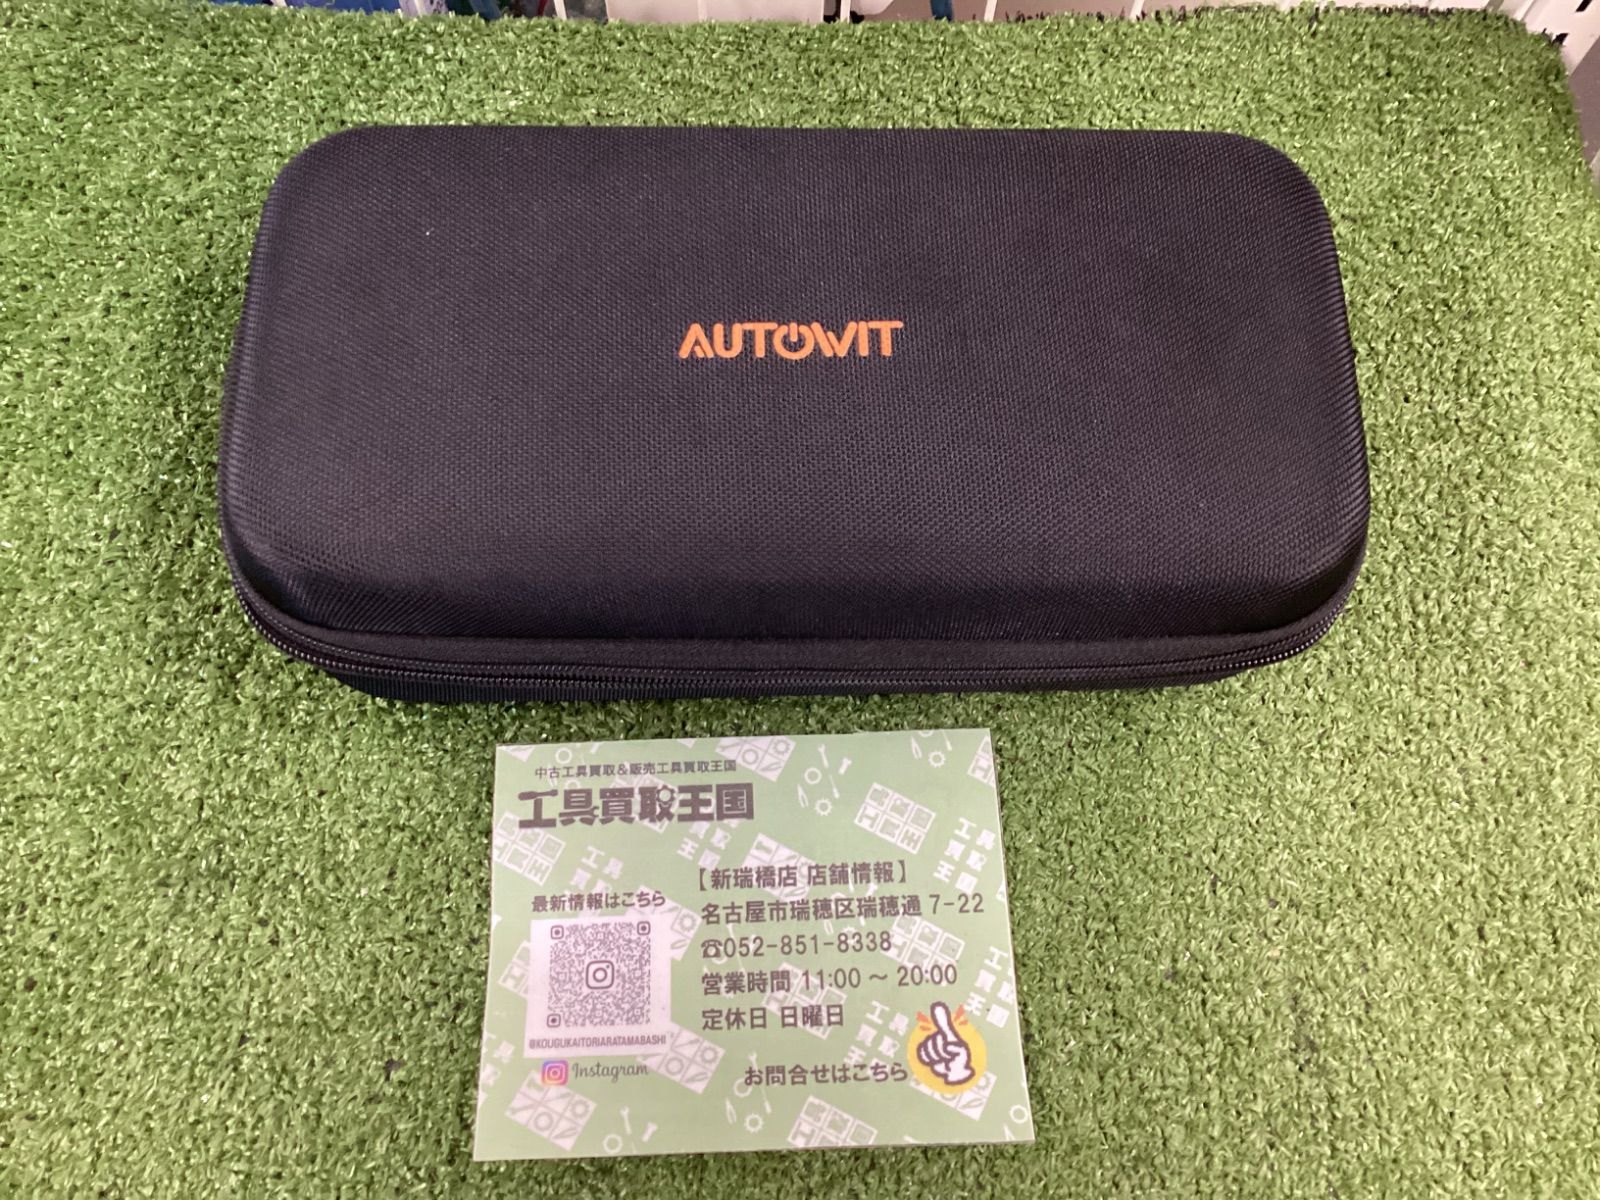 AUTOWIT
中古工具買取&販売工具買取王国
工具買取王国
【新瑞橋店 店舗情報】
名古屋市瑞穂区瑞穂通 7-22
☎052-851-8338
営業時間 11:00 〜 20:00
定休日 日曜日
お問合せはこちら
最新情報はこちら
@KOUGUKAITORIARATAMABASHI
Instagram